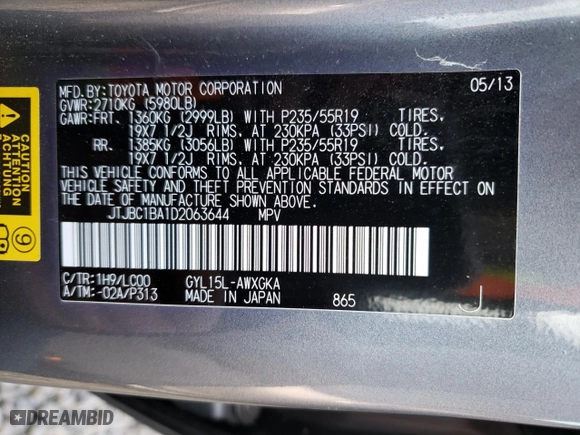 MFD.BY:TOYOTA MOTOR CORPORATION 05/13
GVWR:2710KG (5980LB)
GAWR:FRT. 1360KG (2999LB) WITH P235/55R19 TIRES,
19X7 1/2J RIMS, AT 230KPA (33PSI) COLD.
RR. 1385KG (3056LB) WITH P235/55R19 TIRES,
19X7 1/2J RIMS, AT 230KPA (33PSI) COLD.
THIS VEHICLE CONFORMS TO ALL APPLICABLE FEDERAL MOTOR
VEHICLE SAFETY AND THEFT PREVENTION STANDARDS IN EFFECT ON
THE DATE OF MANUFACTURE SHOWN ABOVE.
JTJBC1BA1D2063644 MPV
C/TR:1H9/LC00 GYL15L-AWXGKA
A/TM:-02A/P313 MADE IN JAPAN 865 J
CAUTION
ATTENTION
ACHTUNG
9
DREAMBID